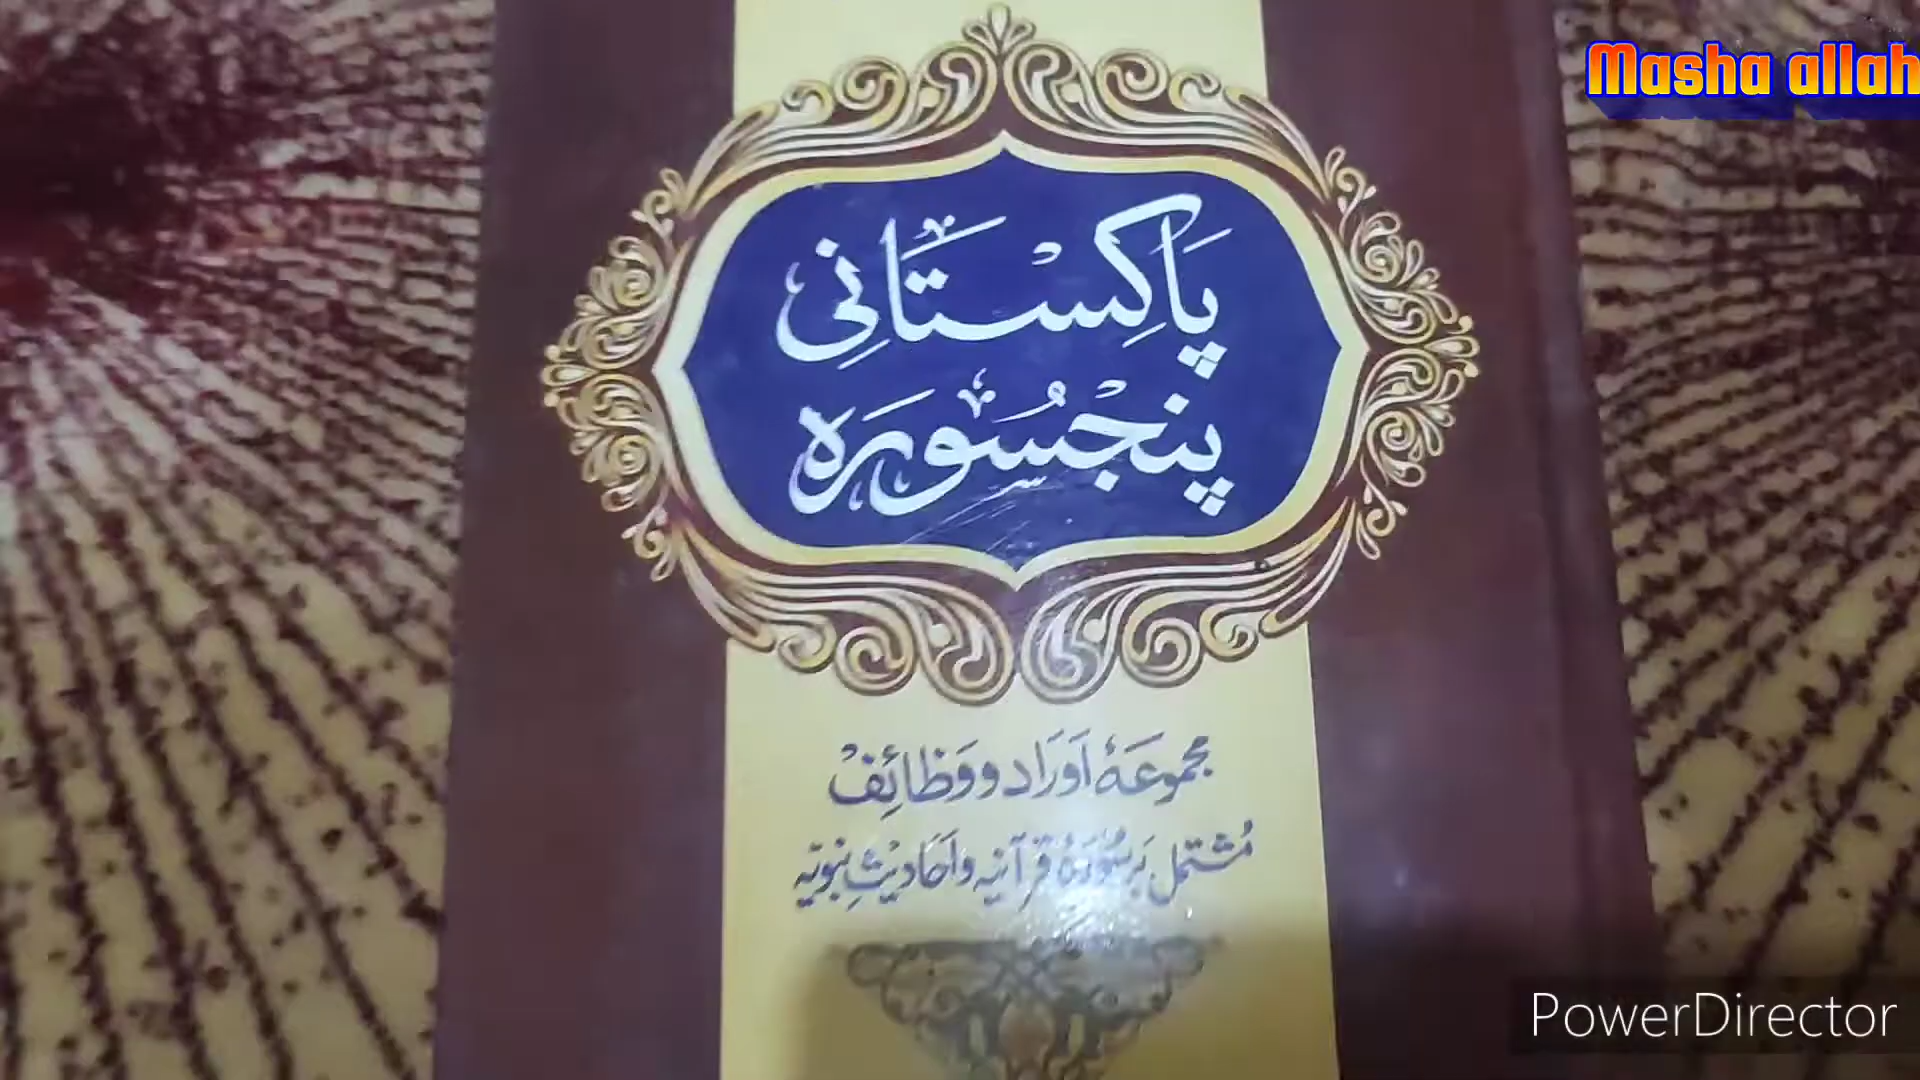 Masha allah
پاکستانی
پنجسورہ
مجموعۂ اوراد و وظائف
مشتمل بر سورۂ قرآنیہ و احادیثِ نبویہ
PowerDirector